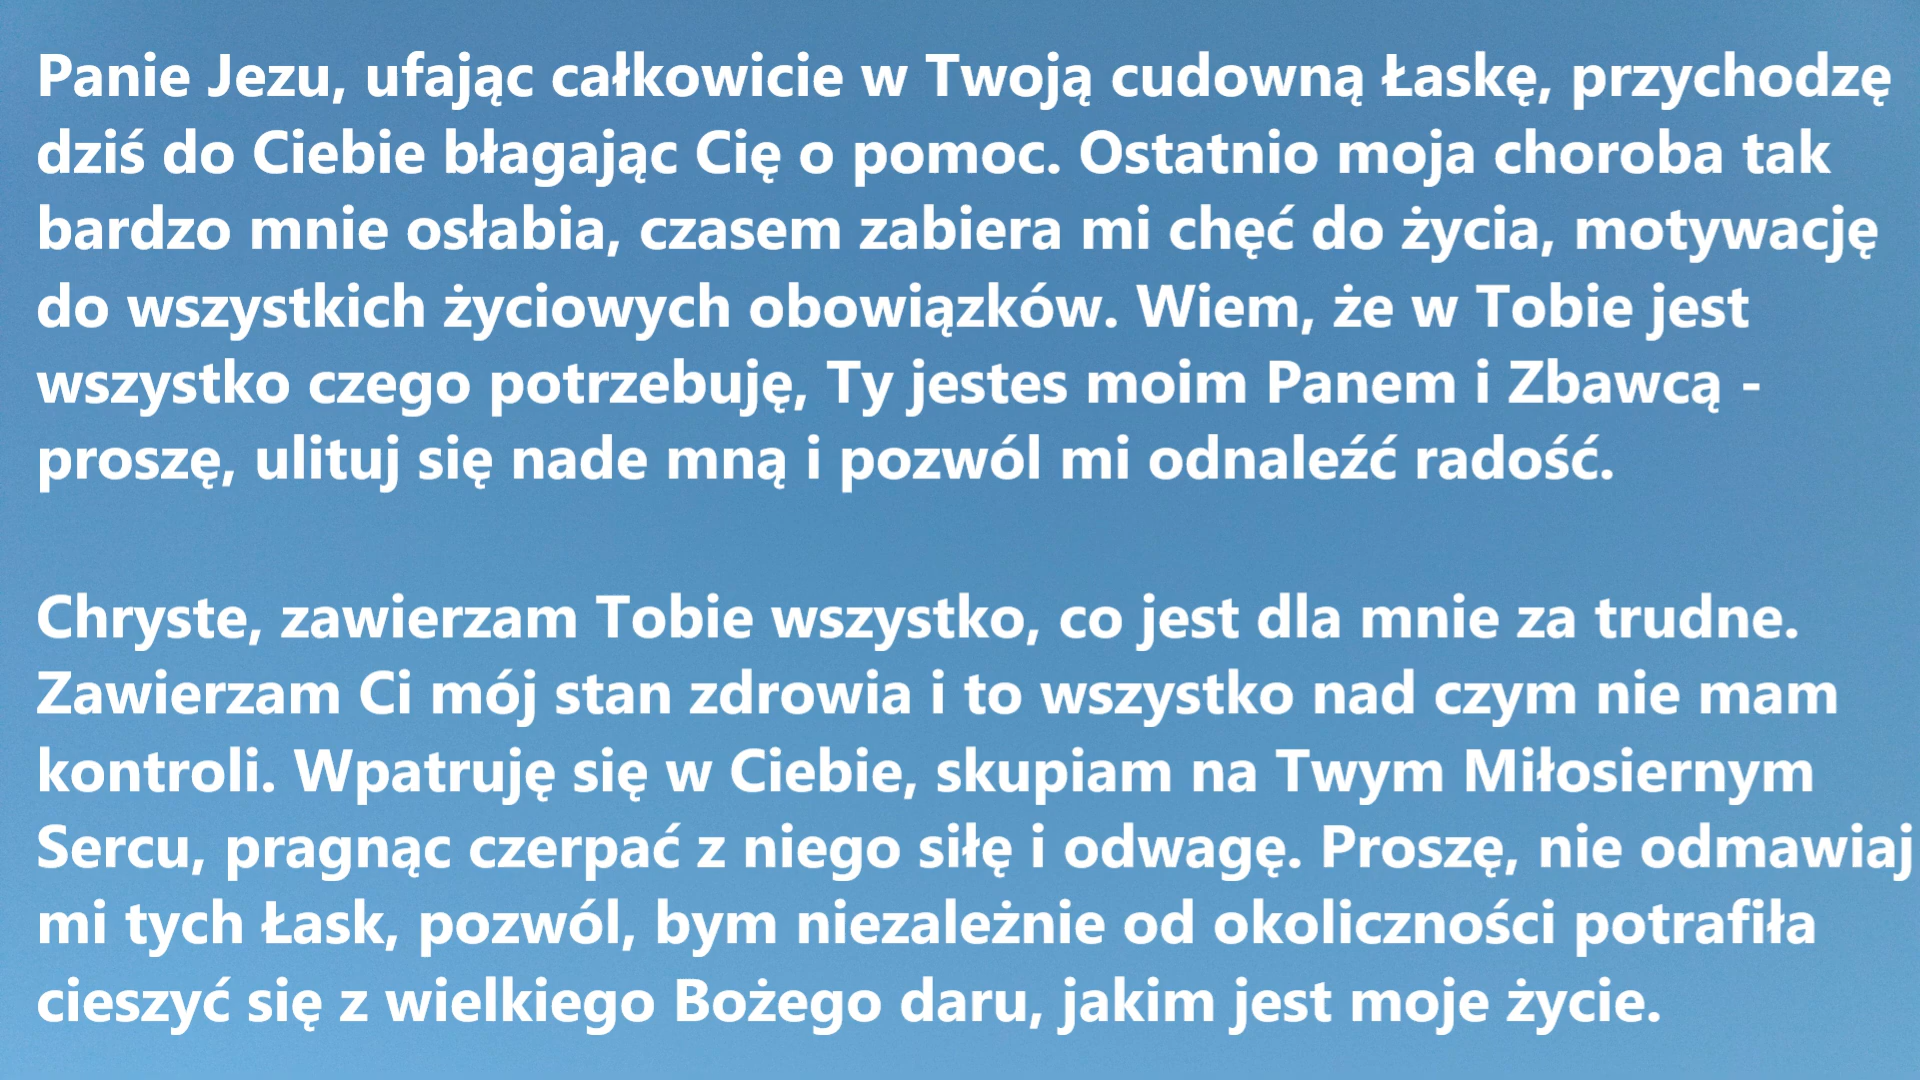 Panie Jezu, ufając całkowicie w Twoją cudowną Łaskę, przychodzę
dziś do Ciebie błagając Cię o pomoc. Ostatnio moja choroba tak
bardzo mnie osłabia, czasem zabiera mi chęć do życia, motywację
do wszystkich życiowych obowiązków. Wiem, że w Tobie jest
wszystko czego potrzebuję, Ty jestes moim Panem i Zbawcą -
proszę, ulituj się nade mną i pozwól mi odnaleźć radość.
Chryste, zawierzam Tobie wszystko, co jest dla mnie za trudne.
Zawierzam Ci mój stan zdrowia i to wszystko nad czym nie mam
kontroli. Wpatruję się w Ciebie, skupiam na Twym Miłosiernym
Sercu, pragnąc czerpać z niego siłę i odwagę. Proszę, nie odmawiaj
mi tych Łask, pozwól, bym niezależnie od okoliczności potrafiła
cieszyć się z wielkiego Bożego daru, jakim jest moje życie.